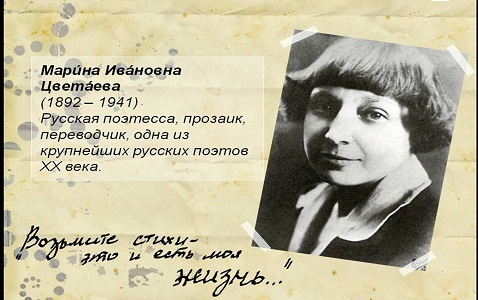 Мари́на Ива́новна
Цвета́ева
(1892 – 1941)
Русская поэтесса, прозаик,
переводчик, одна из
крупнейших русских поэтов
XX века.
"Возьмите стихи-
это и есть моя
жизнь..."